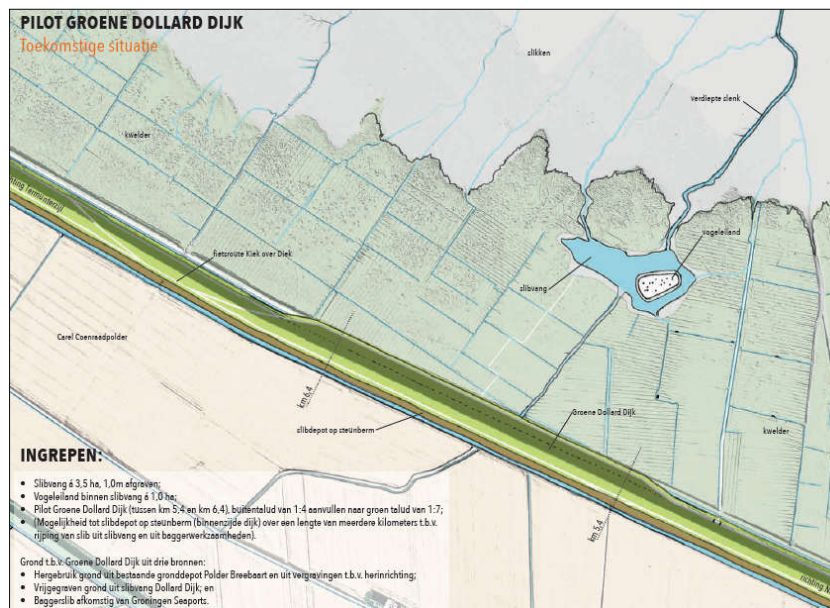 PILOT GROENE DOLLARD DIJK
Toekomstige situatie
slikken
verdiepte slenk
kwelder
vogeleiland
fietsroute Kiek over Diek
slibvang
Carel Coenraadpolder
km 6,4
slibdepot op steunberm
Groene Dollard Dijk
kwelder
km 5,4
richting
INGREPEN:
• Slibvang á 3,5 ha, 1,0m afgraven;
• Vogeleiland binnen slibvang á 1,0 ha;
• Pilot Groene Dollard Dijk (tussen km 5,4 en km 6,4), buitentalud van 1:4 aanvullen naar groen talud van 1:7;
• (Mogelijkheid tot slibdepot op steunberm (binnenzijde dijk) over een lengte van meerdere kilometers t.b.v.
rijping van slib uit slibvang en uit baggerwerkzaamheden).
Grond t.b.v. Groene Dollard Dijk uit drie bronnen:
• Hergebruik grond uit bestaande gronddepot Polder Breebaart en uit vergravingen t.b.v. herinrichting;
• Vrijgegraven grond uit slibvang Dollard Dijk; en
• Baggerslib afkomstig van Groningen Seaports.